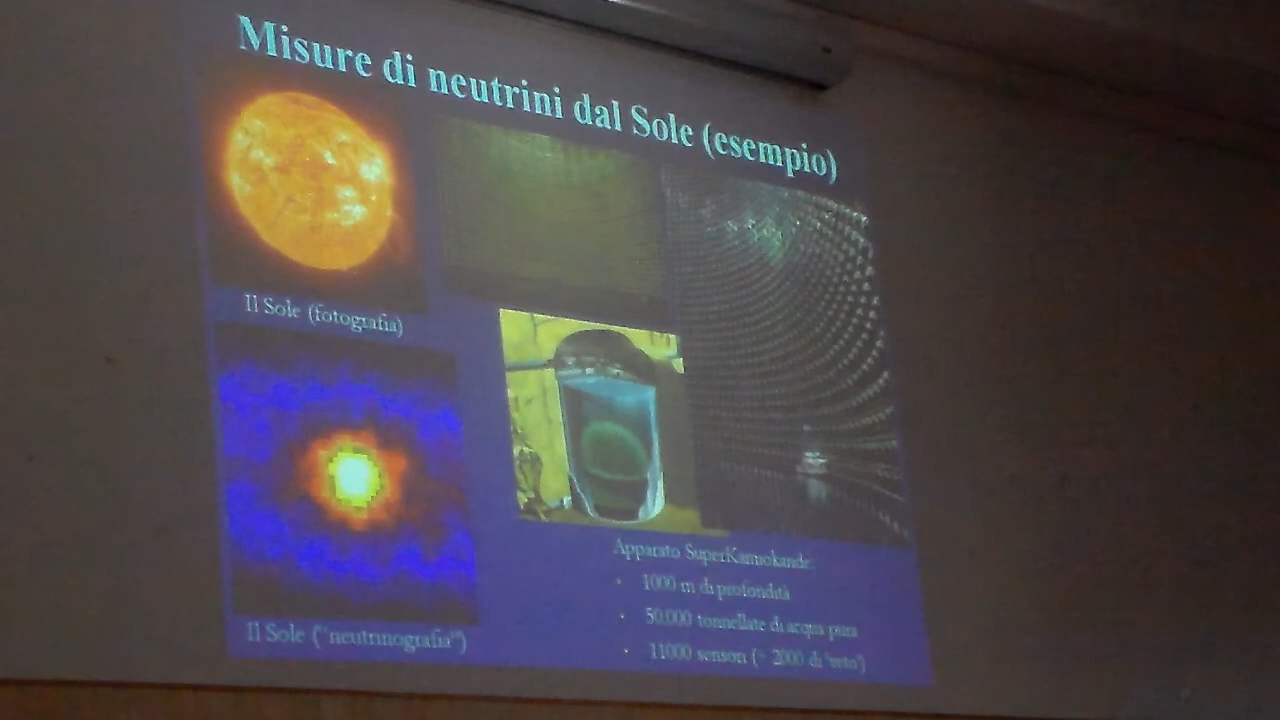 Misure di neutrini dal Sole (esempio)
Il Sole (fotografia)
Il Sole ("neutrinografia")
Apparato SuperKamiokande:
• 1000 m di profondità
• 50.000 tonnellate di acqua pura
• 11000 sensori (~ 2000 di 'veto')